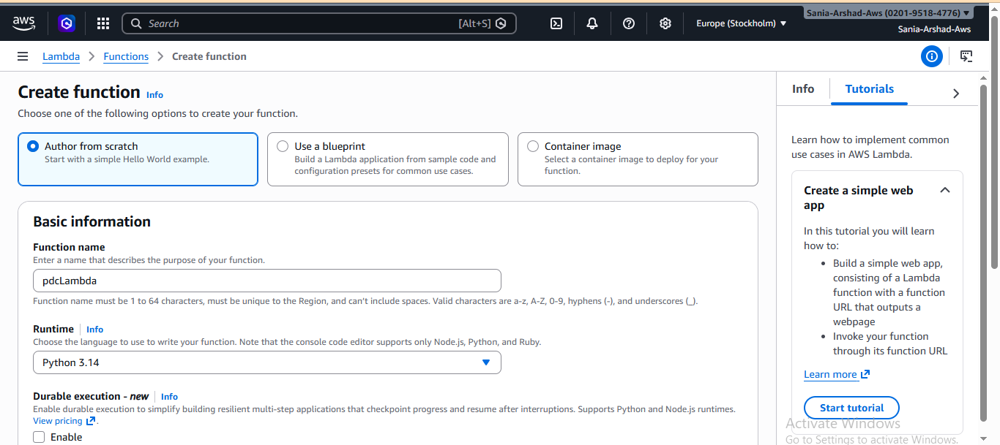 Sania-Arshad-Aws (0201-9518-4776) ▼
aws
Search [Alt+S]
Europe (Stockholm) ▼
Sania-Arshad-Aws
Lambda > Functions > Create function
Create function Info
Choose one of the following options to create your function.
Author from scratch
Start with a simple Hello World example.
Use a blueprint
Build a Lambda application from sample code and
configuration presets for common use cases.
Container image
Select a container image to deploy for your
function.
Basic information
Function name
Enter a name that describes the purpose of your function.
pdcLambda
Function name must be 1 to 64 characters, must be unique to the Region, and can't include spaces. Valid characters are a-z, A-Z, 0-9, hyphens (-), and underscores (_).
Runtime Info
Choose the language to use to write your function. Note that the console code editor supports only Node.js, Python, and Ruby.
Python 3.14
Durable execution - new Info
Enable durable execution to simplify building resilient multi-step applications that checkpoint progress and resume after interruptions. Supports Python and Node.js runtimes.
View pricing .
Enable
Info
Tutorials
Learn how to implement common
use cases in AWS Lambda.
Create a simple web
app
In this tutorial you will learn
how to:
• Build a simple web app,
consisting of a Lambda
function with a function
URL that outputs a
webpage
• Invoke your function
through its function URL
Learn more
Start tutorial
Activate Windows
Go to Settings to activate Windows.